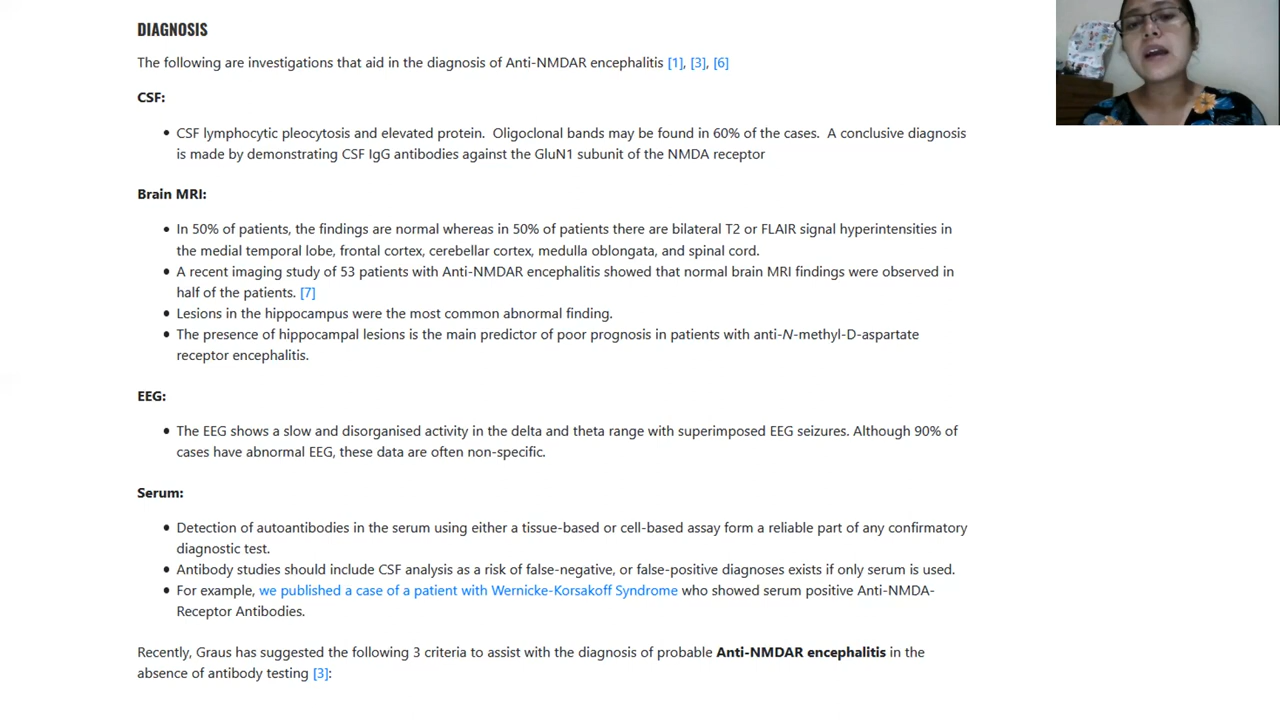 DIAGNOSIS
The following are investigations that aid in the diagnosis of Anti-NMDAR encephalitis [1], [3], [6]
CSF:
• CSF lymphocytic pleocytosis and elevated protein.  Oligoclonal bands may be found in 60% of the cases.  A conclusive diagnosis
is made by demonstrating CSF IgG antibodies against the GluN1 subunit of the NMDA receptor
Brain MRI:
• In 50% of patients, the findings are normal whereas in 50% of patients there are bilateral T2 or FLAIR signal hyperintensities in
the medial temporal lobe, frontal cortex, cerebellar cortex, medulla oblongata, and spinal cord.
• A recent imaging study of 53 patients with Anti-NMDAR encephalitis showed that normal brain MRI findings were observed in
half of the patients. [7]
• Lesions in the hippocampus were the most common abnormal finding.
• The presence of hippocampal lesions is the main predictor of poor prognosis in patients with anti-N-methyl-D-aspartate
receptor encephalitis.
EEG:
• The EEG shows a slow and disorganised activity in the delta and theta range with superimposed EEG seizures. Although 90% of
cases have abnormal EEG, these data are often non-specific.
Serum:
• Detection of autoantibodies in the serum using either a tissue-based or cell-based assay form a reliable part of any confirmatory
diagnostic test.
• Antibody studies should include CSF analysis as a risk of false-negative, or false-positive diagnoses exists if only serum is used.
• For example, we published a case of a patient with Wernicke-Korsakoff Syndrome who showed serum positive Anti-NMDA-
Receptor Antibodies.
Recently, Graus has suggested the following 3 criteria to assist with the diagnosis of probable Anti-NMDAR encephalitis in the
absence of antibody testing [3]: